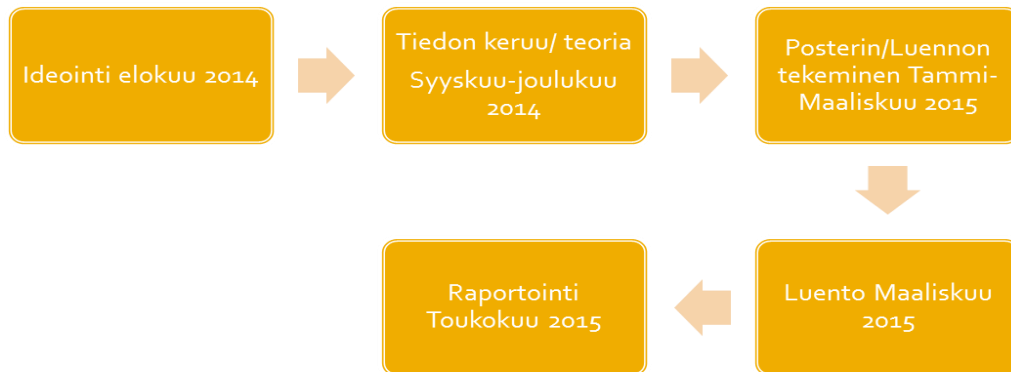 Ideointi elokuu 2014
Tiedon keruu/ teoria
Syyskuu-joulukuu
2014
Posterin/Luennon
tekeminen Tammi-
Maaliskuu 2015
Luento Maaliskuu
2015
Raportointi
Toukokuu 2015